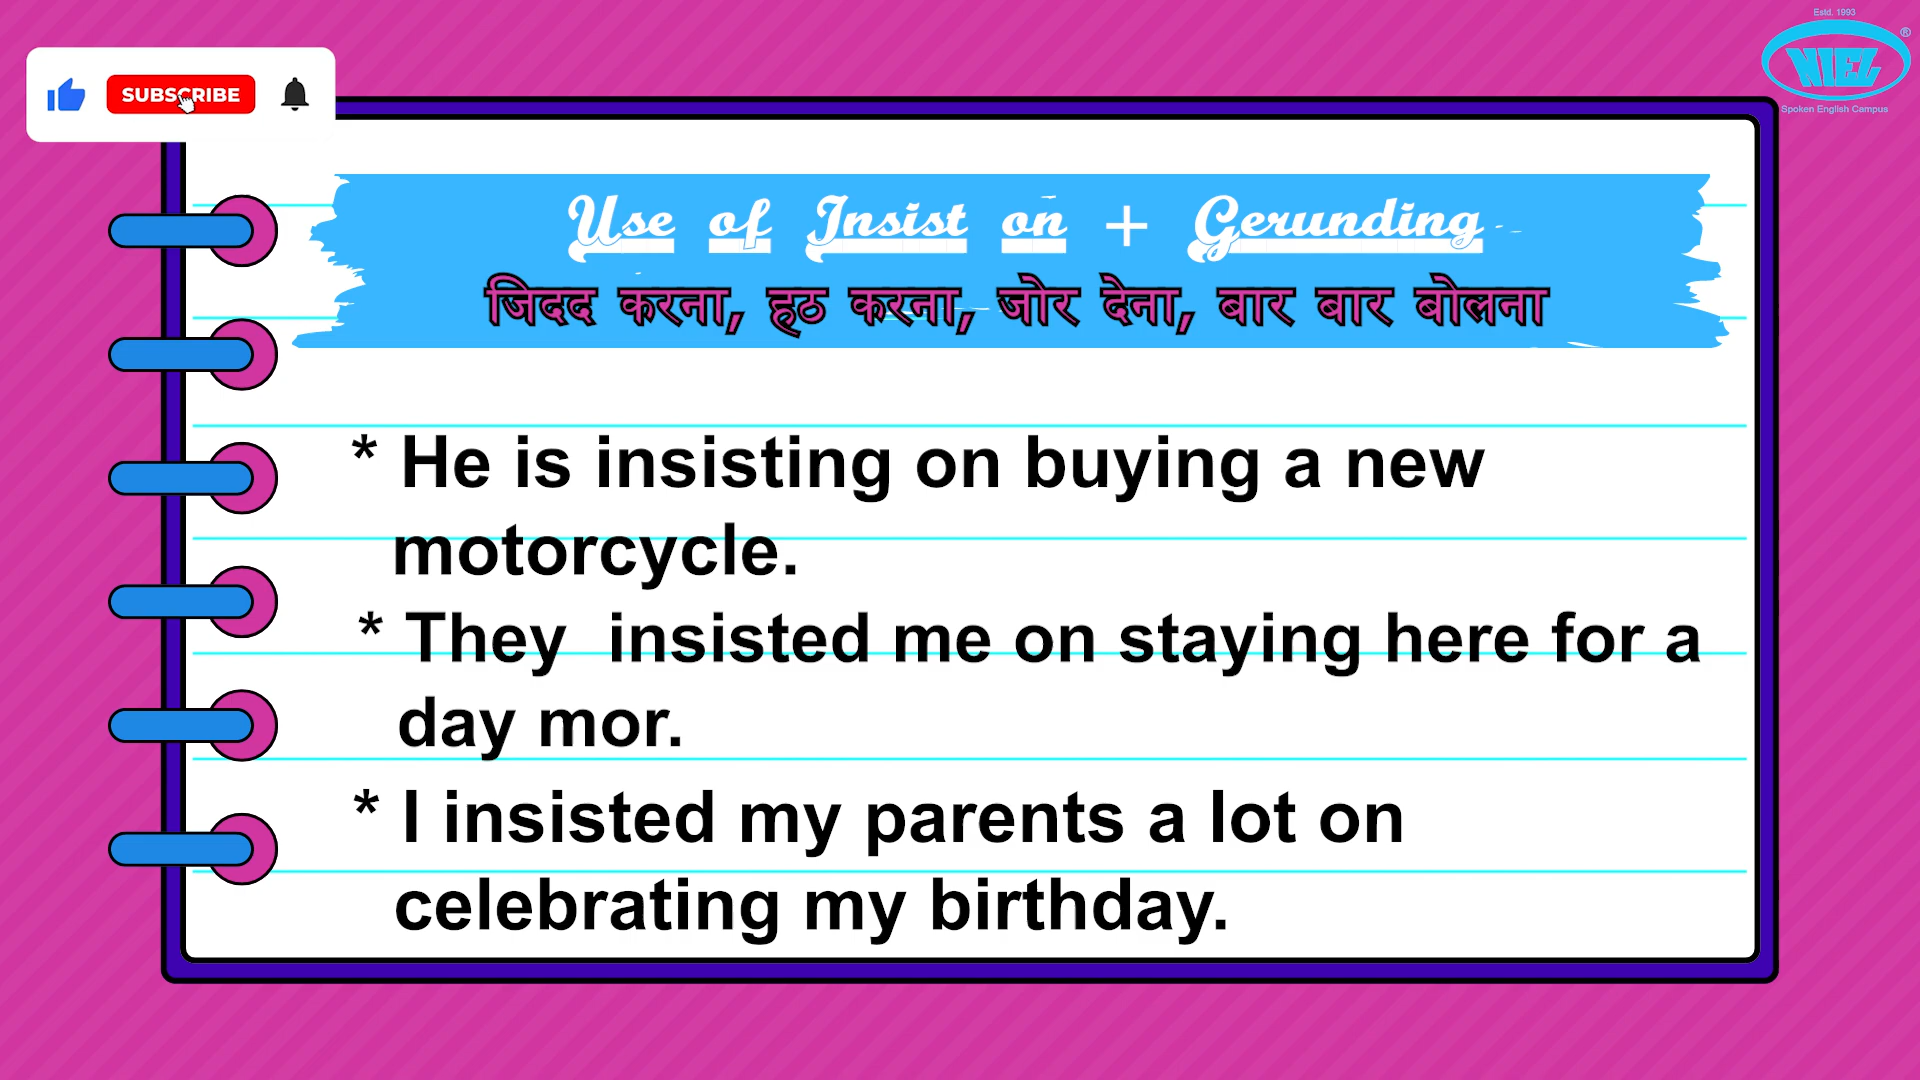 Estd. 1993
NIEL ®
Spoken English Campus
SUBSCRIBE
Use of Insist on + Gerunding
जिदद करना, हठ करना, जोर देना, बार बार बोलना
* He is insisting on buying a new
motorcycle.
* They insisted me on staying here for a
day mor.
* I insisted my parents a lot on
celebrating my birthday.